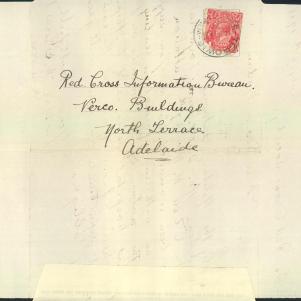 Red Cross Information Bureau.
Verco. Buildings
North Terrace
Adelaide